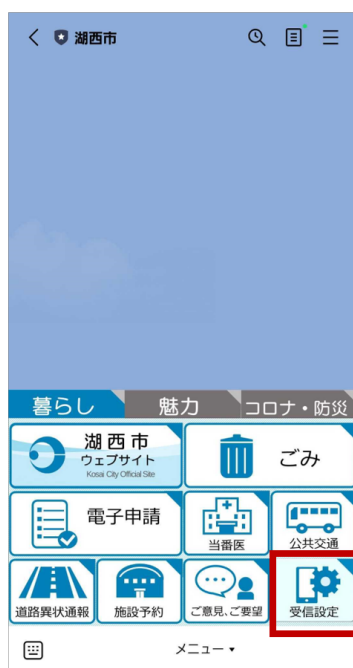 湖西市
暮らし 魅力 コロナ・防災
湖西市
ウェブサイト
Kosai City Official Site
ごみ
電子申請
当番医
公共交通
道路異状通報
施設予約
ご意見、ご要望
受信設定
メニュー▼